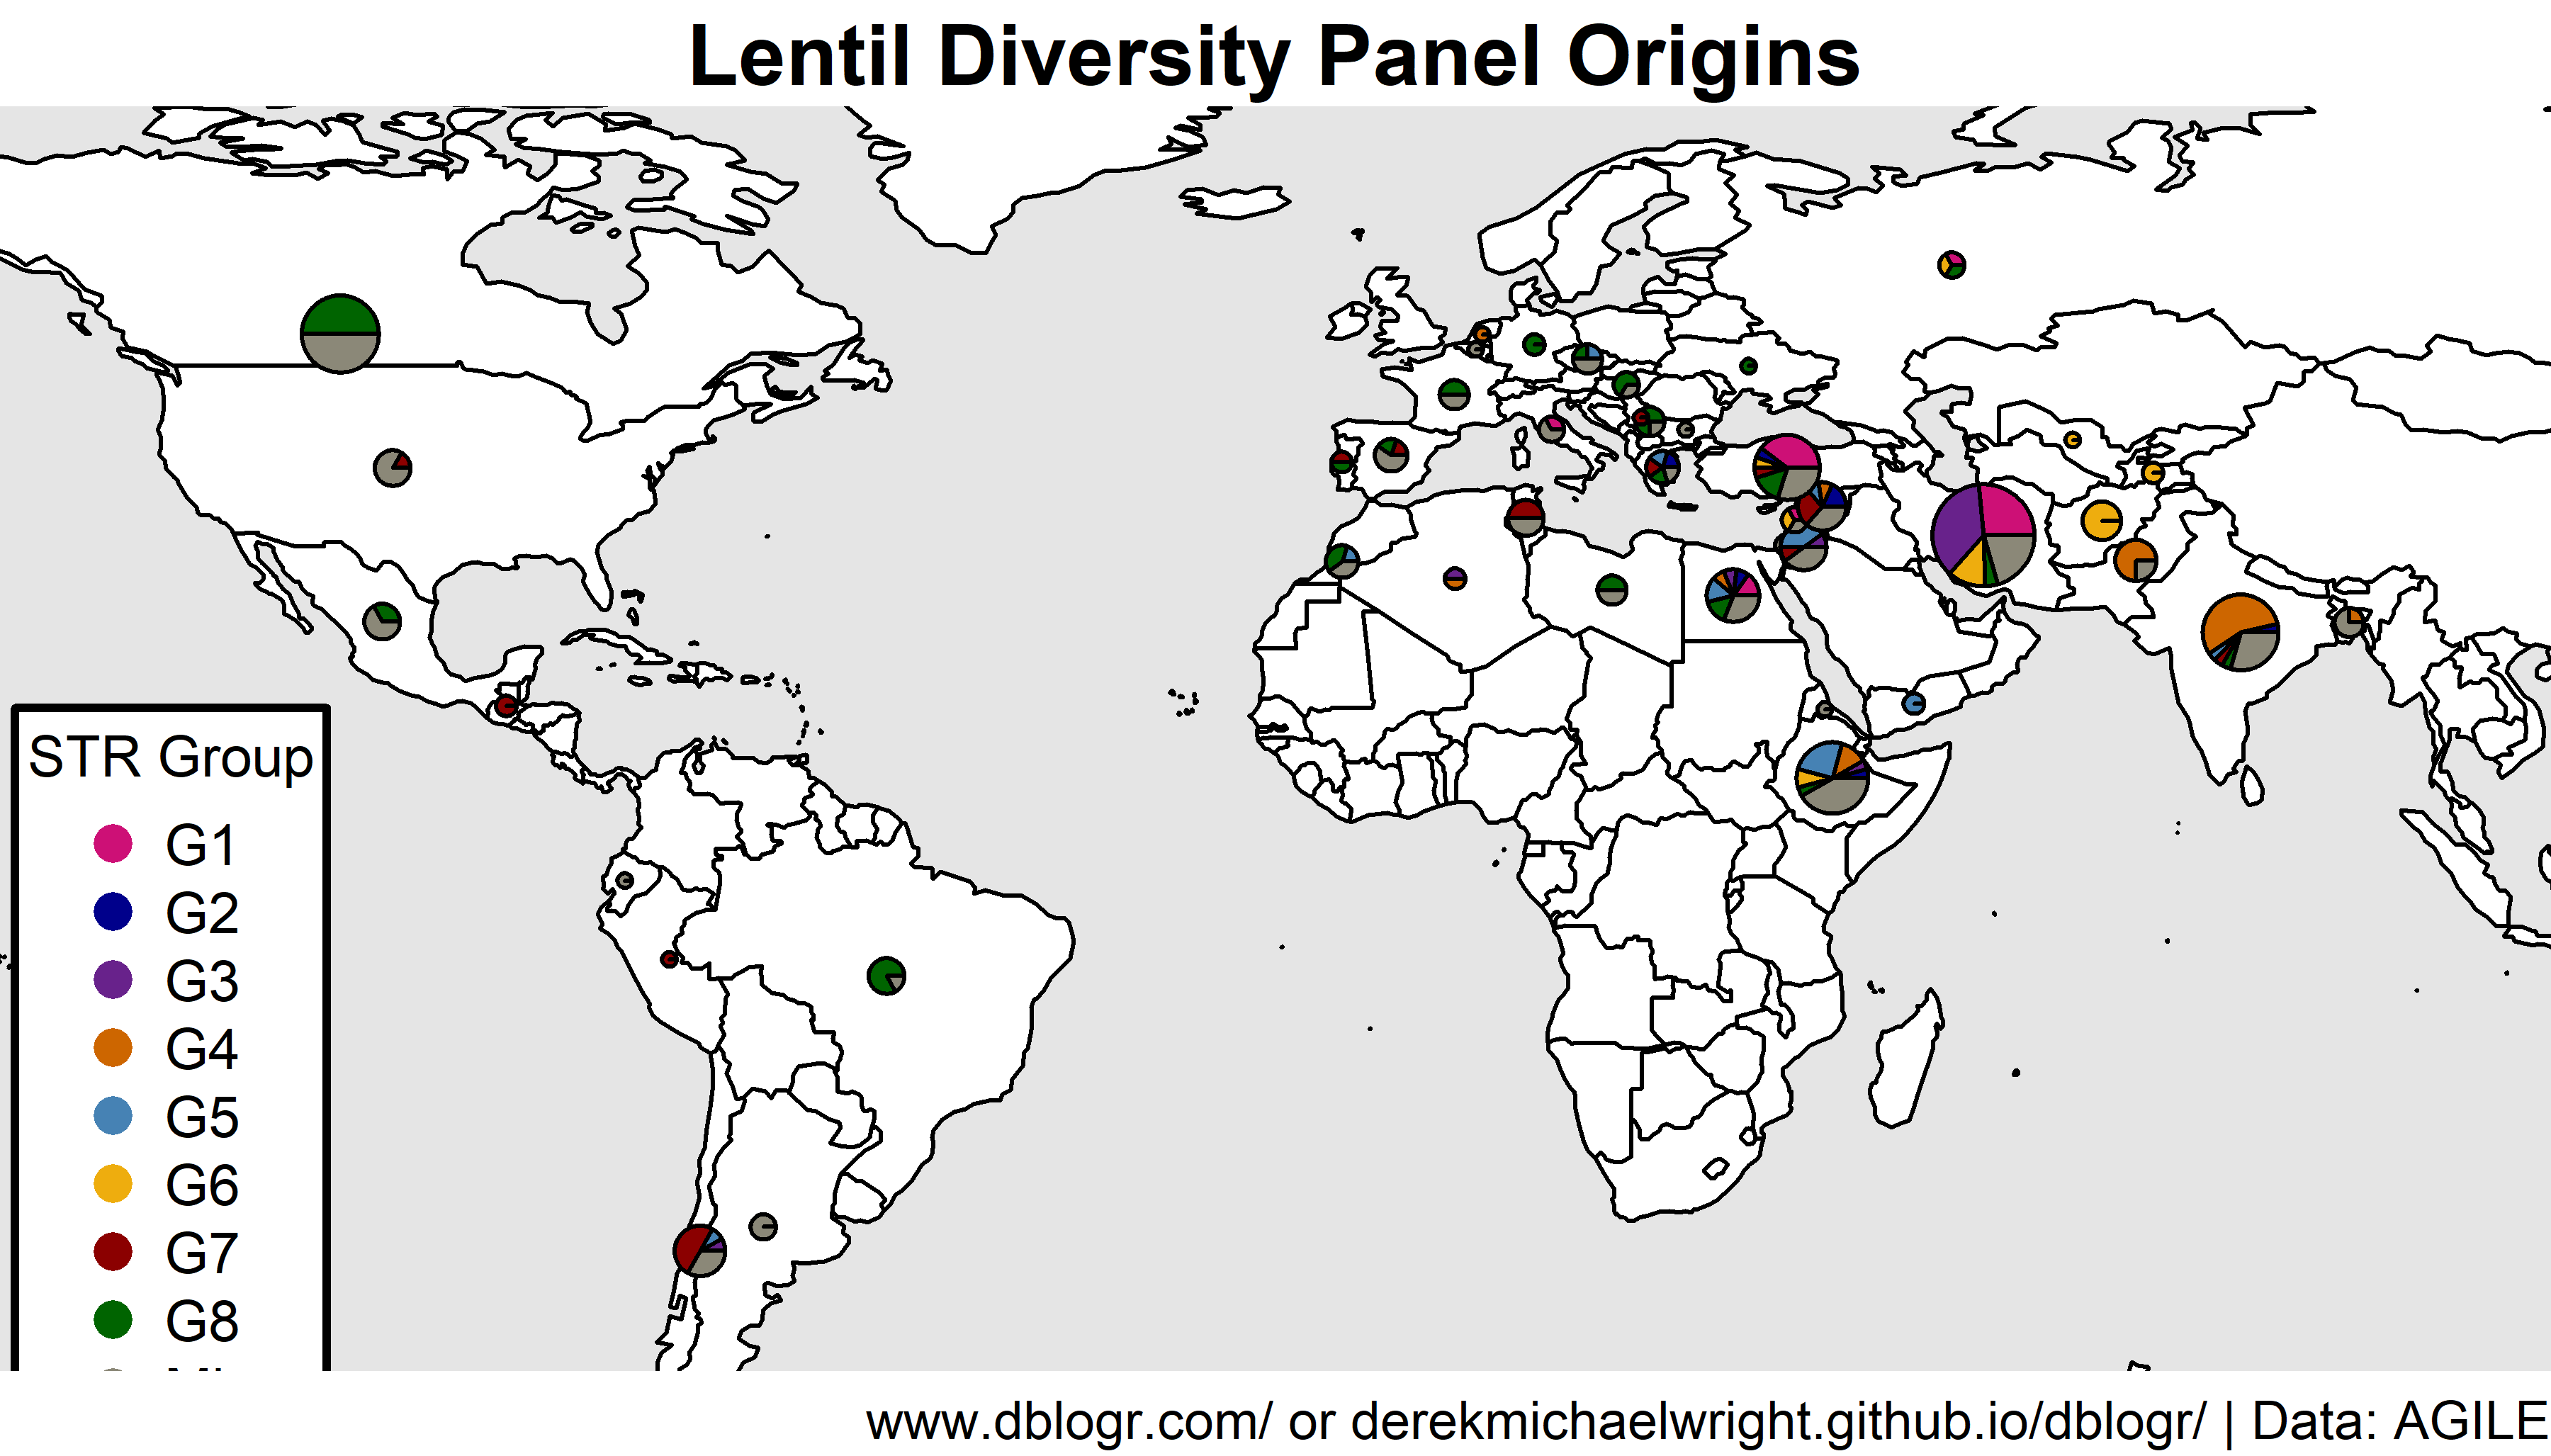 Lentil Diversity Panel Origins
STR Group
G1
G2
G3
G4
G5
G6
G7
G8
www.dblogr.com/ or derekmichaelwright.github.io/dblogr/ | Data: AGILE